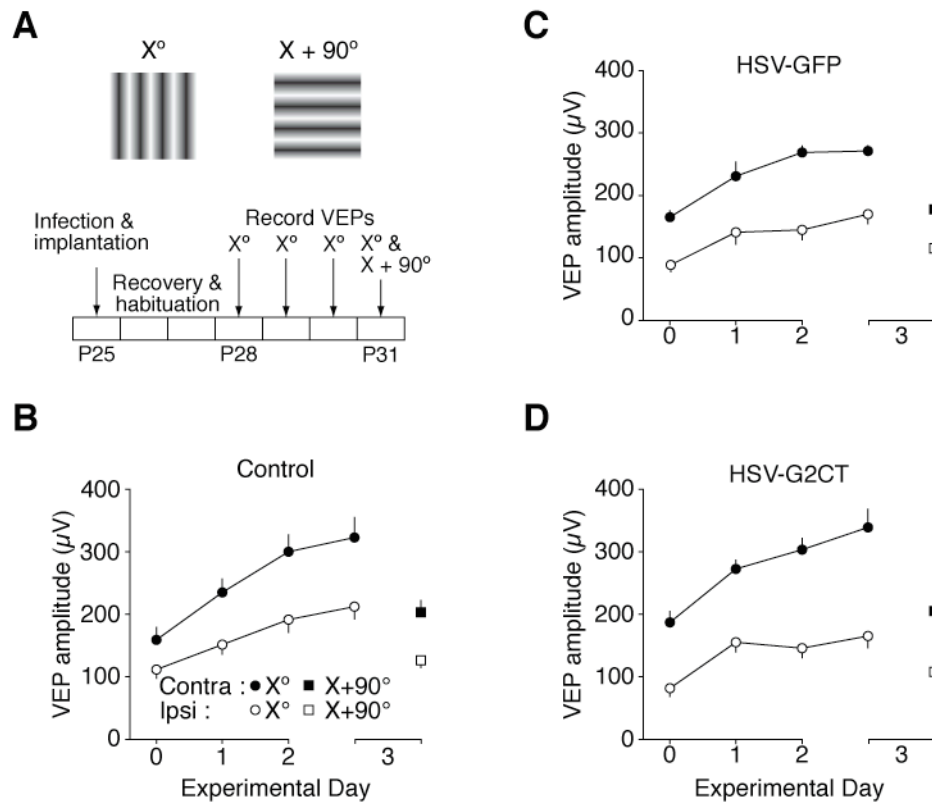 A
Xº
X + 90º
Infection &
implantation
Record VEPs
Xº
Xº
Xº
Xº &
X + 90º
Recovery &
habituation
P25
P28
P31
B
Control
VEP amplitude (µV)
400
300
200
100
0
Contra : Xº X+90°
Ipsi : Xº X+90°
0
1
2
3
Experimental Day
C
HSV-GFP
VEP amplitude (µV)
400
300
200
100
0
0
1
2
3
D
HSV-G2CT
VEP amplitude (µV)
400
300
200
100
0
0
1
2
3
Experimental Day